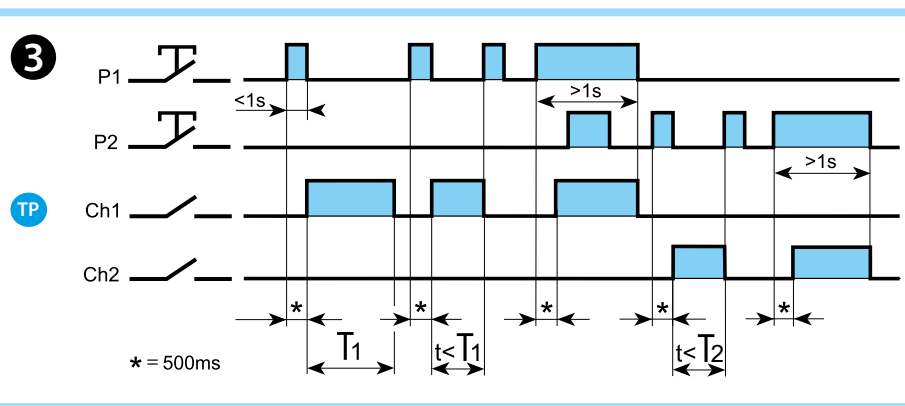 3
P1
<1s
>1s
P2
>1s
TP
Ch1
Ch2
* * * * *
T1
t<T1
t<T2
* = 500ms